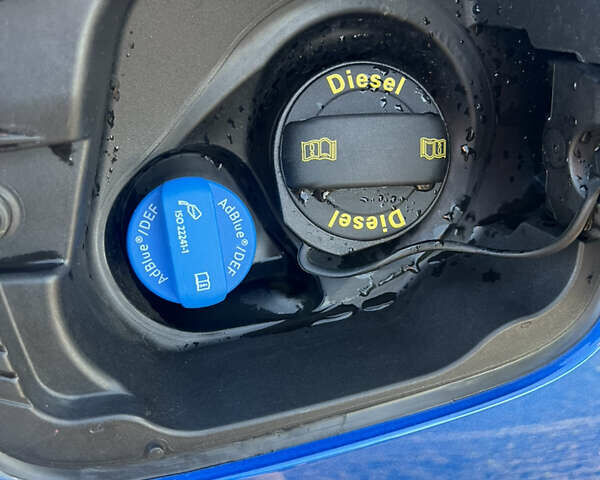 Diesel
Diesel
AdBlue®/DEF
ISO 22241-1
AdBlue®/DEF